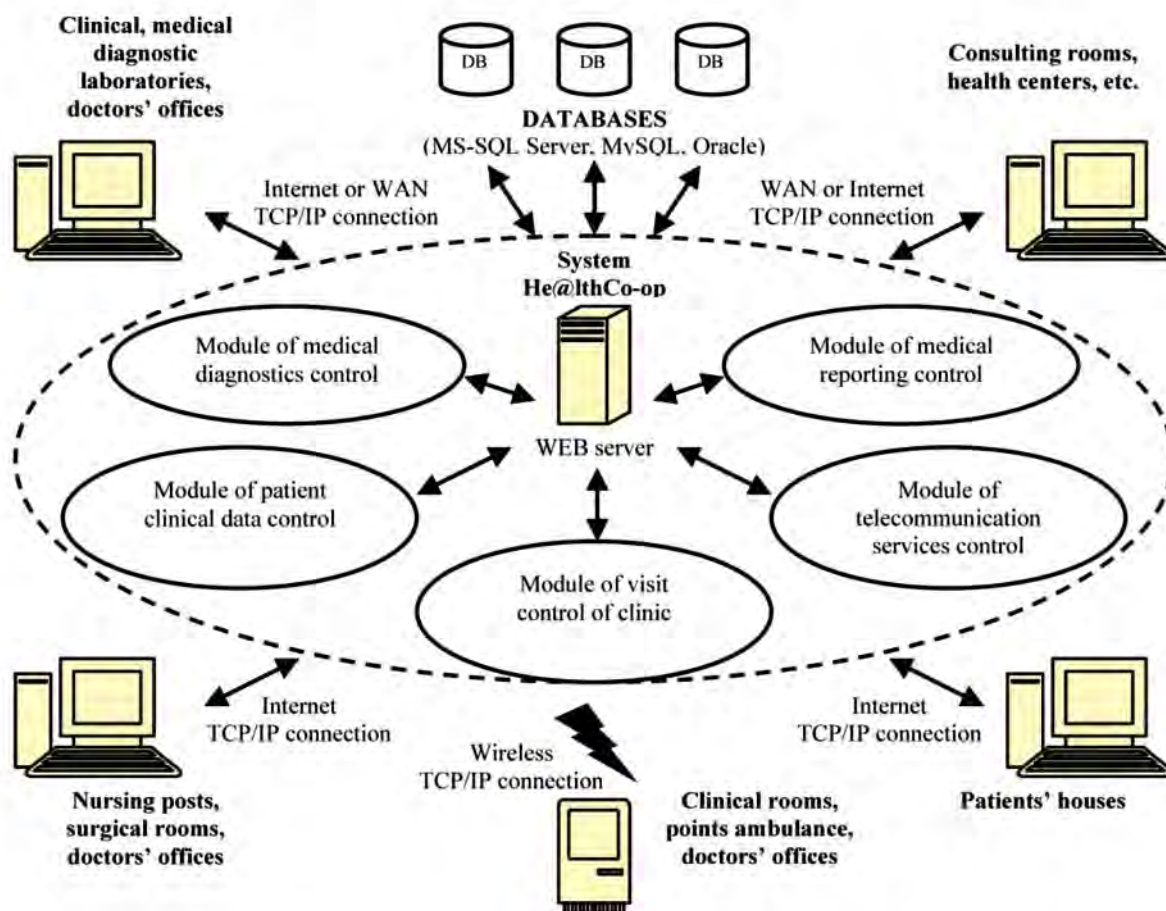 Clinical, medical
diagnostic
laboratories,
doctors' offices
DB
DB
DB
DATABASES
(MS-SQL Server, MySQL, Oracle)
Consulting rooms,
health centers, etc.
Internet or WAN
TCP/IP connection
WAN or Internet
TCP/IP connection
System
He@lthCo-op
Module of medical
diagnostics control
Module of medical
reporting control
WEB server
Module of patient
clinical data control
Module of
telecommunication
services control
Module of visit
control of clinic
Internet
TCP/IP connection
Internet
TCP/IP connection
Wireless
TCP/IP connection
Nursing posts,
surgical rooms,
doctors' offices
Clinical rooms,
points ambulance,
doctors' offices
Patients' houses